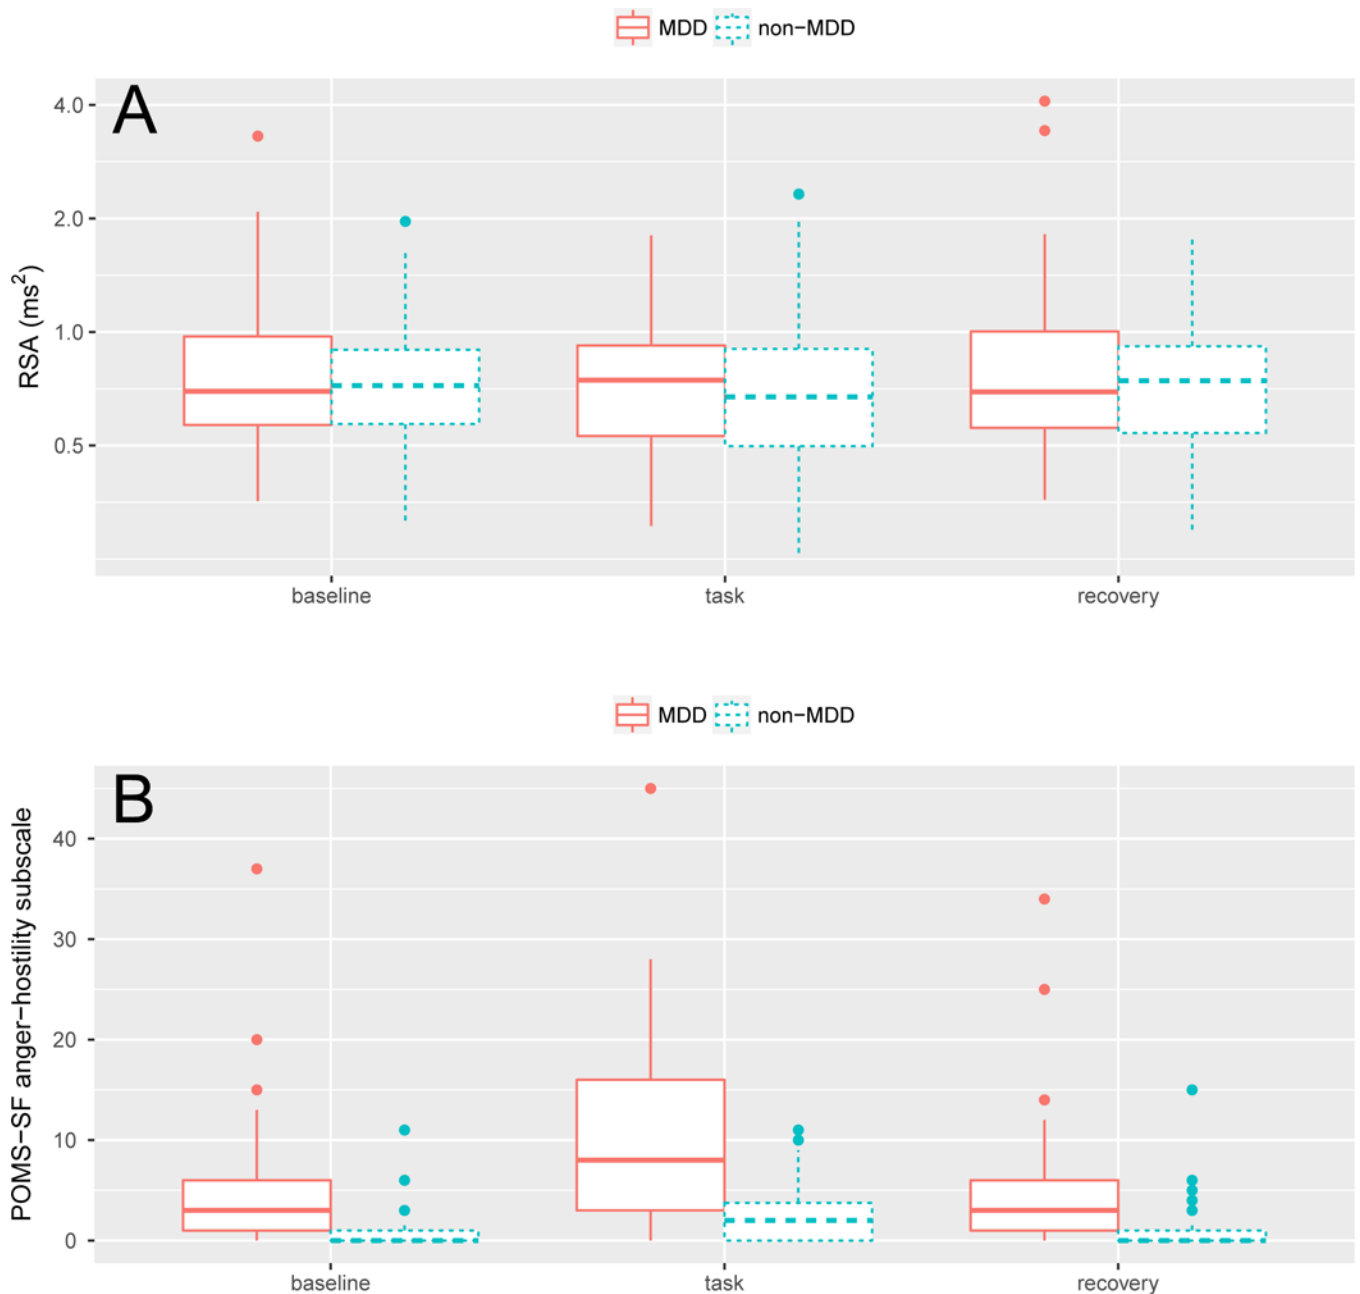 MDD non−MDD
A
4.0
2.0
1.0
0.5
RSA (ms²)
baseline task recovery
MDD non−MDD
B
40
30
20
10
0
POMS−SF anger−hostility subscale
baseline task recovery